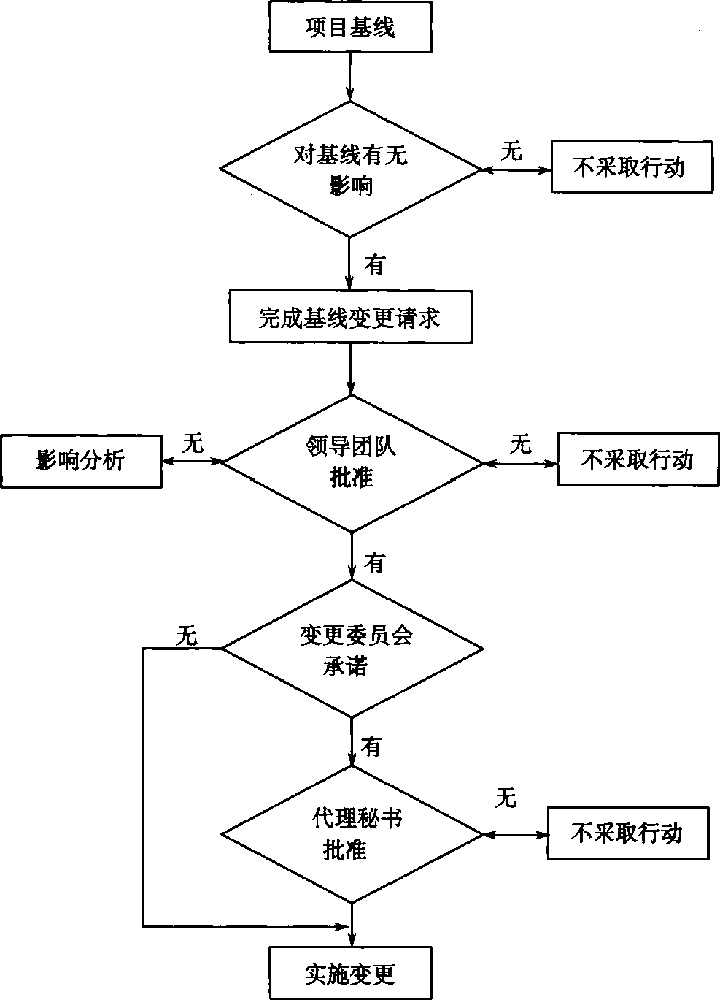 项目基线
对基线有无
影响
无
不采取行动
有
完成基线变更请求
影响分析
无
领导团队
批准
无
不采取行动
有
无
变更委员会
承诺
有
代理秘书
批准
无
不采取行动
实施变更